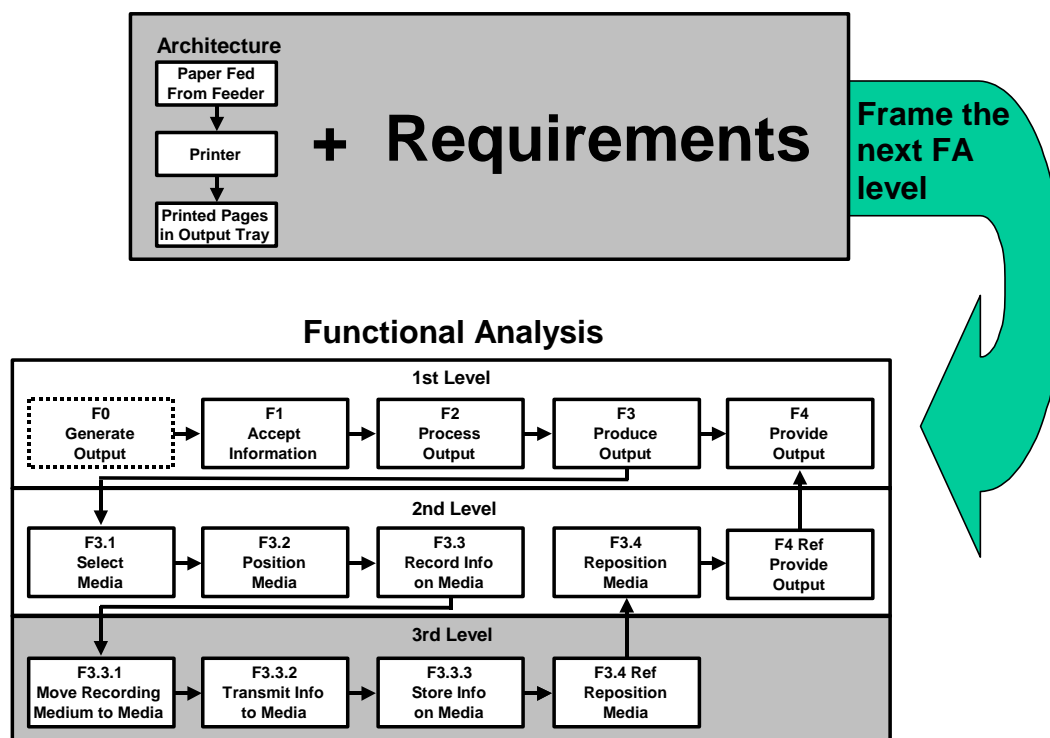 Architecture
Paper Fed
From Feeder
Printer
Printed Pages
in Output Tray
+ Requirements
Frame the
next FA
level
Functional Analysis
1st Level
F0
Generate
Output
F1
Accept
Information
F2
Process
Output
F3
Produce
Output
F4
Provide
Output
2nd Level
F3.1
Select
Media
F3.2
Position
Media
F3.3
Record Info
on Media
F3.4
Reposition
Media
F4 Ref
Provide
Output
3rd Level
F3.3.1
Move Recording
Medium to Media
F3.3.2
Transmit Info
to Media
F3.3.3
Store Info
on Media
F3.4 Ref
Reposition
Media